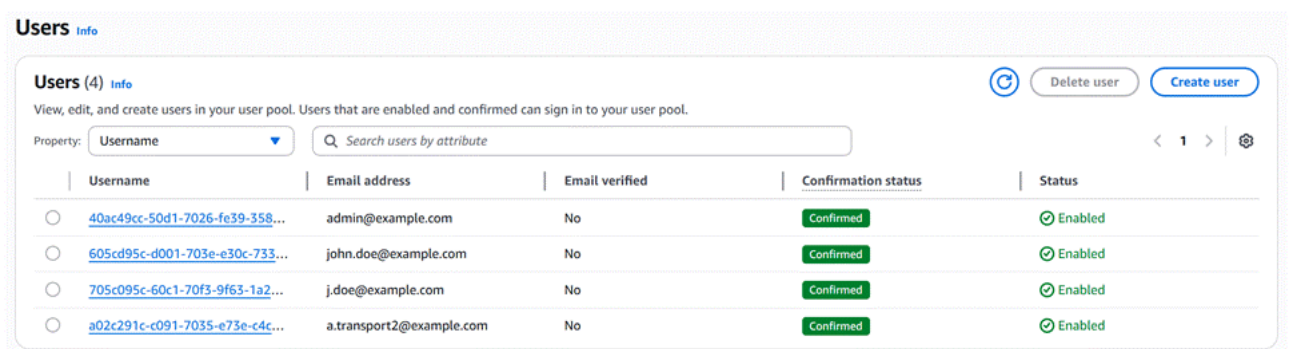 Users Info
Users (4) Info
Delete user
Create user
View, edit, and create users in your user pool. Users that are enabled and confirmed can sign in to your user pool.
Property: Username Search users by attribute 1
Username Email address Email verified Confirmation status Status
40ac49cc-50d1-7026-fe39-358... admin@example.com No Confirmed Enabled
605cd95c-d001-703e-e30c-733... john.doe@example.com No Confirmed Enabled
705c095c-60c1-70f3-9f63-1a2... j.doe@example.com No Confirmed Enabled
a02c291c-c091-7035-e73e-c4c... a.transport2@example.com No Confirmed Enabled